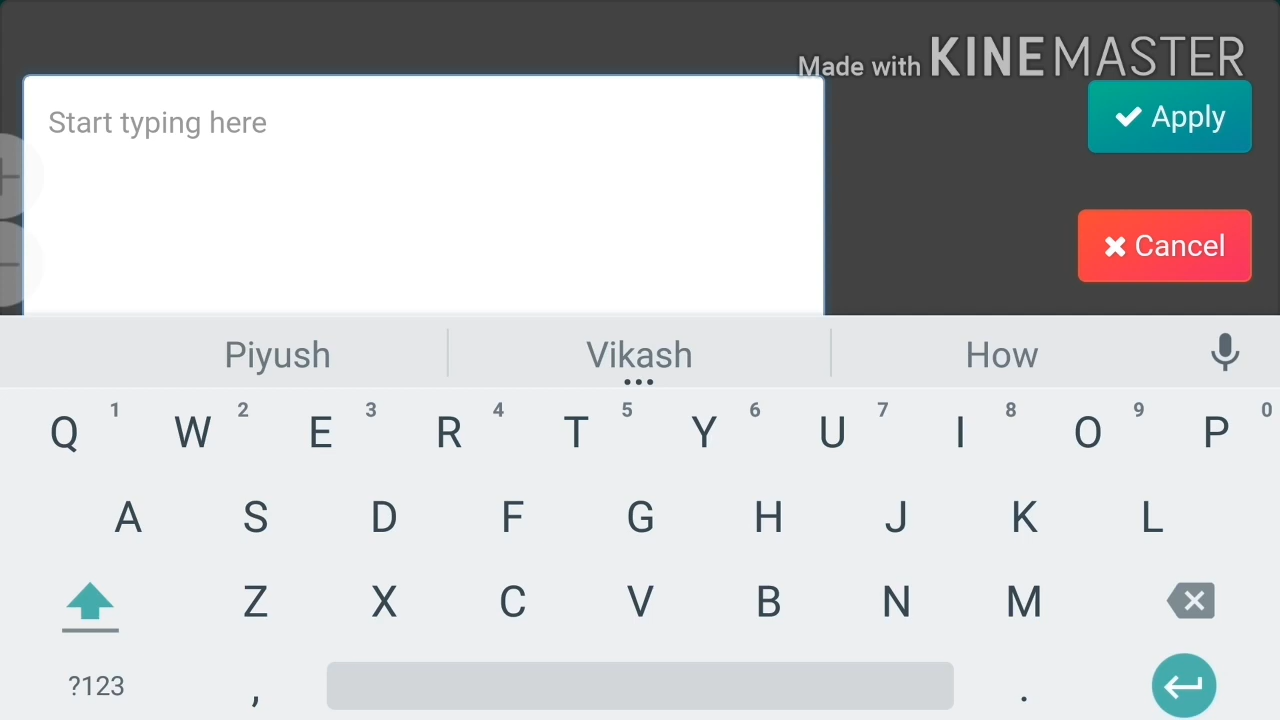 Made with KINEMASTER
Start typing here
Apply
Cancel
Piyush Vikash How
Q 1 W 2 E 3 R 4 T 5 Y 6 U 7 I 8 O 9 P 0
A S D F G H J K L
Z X C V B N M
?123 , .